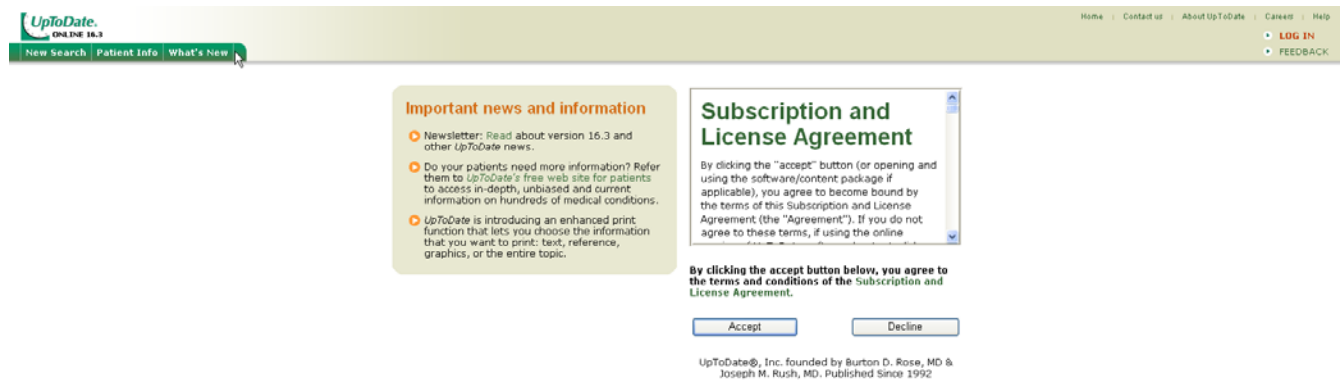 UpToDate.
ONLINE 16.3
Home | Contact us | About UpToDate | Careers | Help
LOG IN
FEEDBACK
New Search Patient Info What's New
Important news and information
Newsletter: Read about version 16.3 and
other UpToDate news.
Do your patients need more information? Refer
them to UpToDate's free web site for patients
to access in-depth, unbiased and current
information on hundreds of medical conditions.
UpToDate is introducing an enhanced print
function that lets you choose the information
that you want to print: text, reference,
graphics, or the entire topic.
Subscription and
License Agreement
By clicking the "accept" button (or opening and
using the software/content package if
applicable), you agree to become bound by
the terms of this Subscription and License
Agreement (the "Agreement"). If you do not
agree to these terms, if using the online
By clicking the accept button below, you agree to
the terms and conditions of the Subscription and
License Agreement.
Accept
Decline
UpToDate®, Inc. founded by Burton D. Rose, MD &
Joseph M. Rush, MD. Published Since 1992